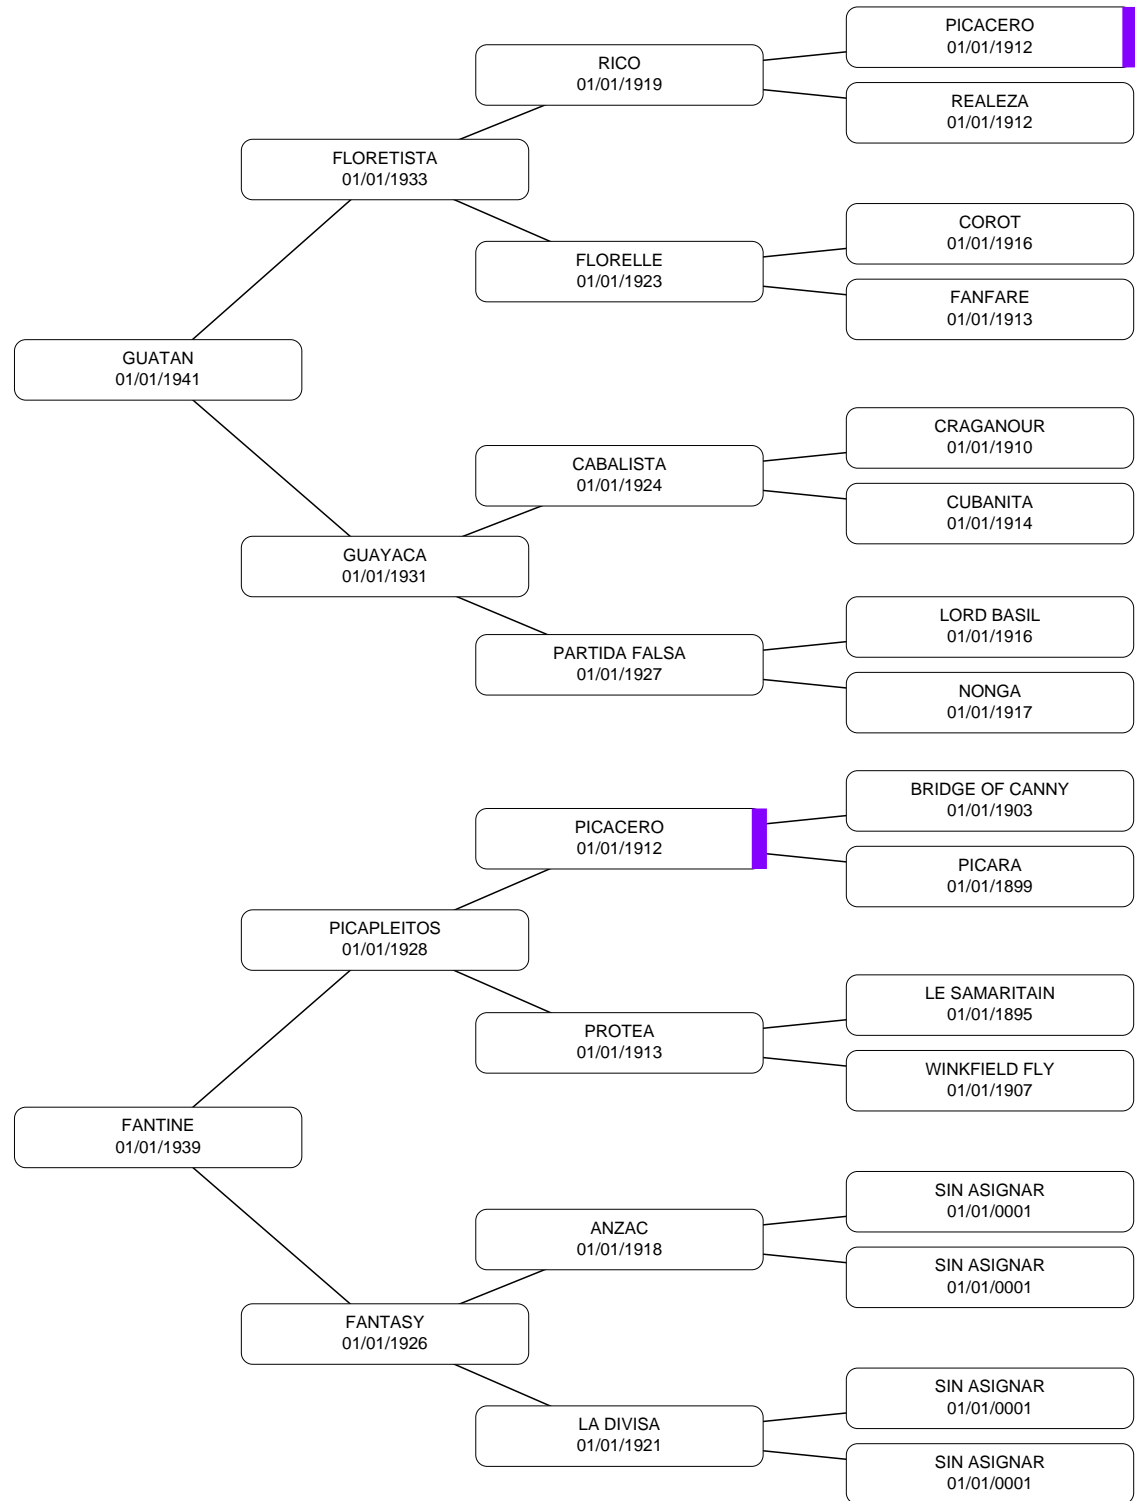 PICACERO
01/01/1912
RICO
01/01/1919
REALEZA
01/01/1912
FLORETISTA
01/01/1933
COROT
01/01/1916
FLORELLE
01/01/1923
FANFARE
01/01/1913
GUATAN
01/01/1941
CRAGANOUR
01/01/1910
CABALISTA
01/01/1924
CUBANITA
01/01/1914
GUAYACA
01/01/1931
LORD BASIL
01/01/1916
PARTIDA FALSA
01/01/1927
NONGA
01/01/1917
BRIDGE OF CANNY
01/01/1903
PICACERO
01/01/1912
PICARA
01/01/1899
PICAPLEITOS
01/01/1928
LE SAMARITAIN
01/01/1895
PROTEA
01/01/1913
WINKFIELD FLY
01/01/1907
FANTINE
01/01/1939
SIN ASIGNAR
01/01/0001
ANZAC
01/01/1918
SIN ASIGNAR
01/01/0001
FANTASY
01/01/1926
SIN ASIGNAR
01/01/0001
LA DIVISA
01/01/1921
SIN ASIGNAR
01/01/0001